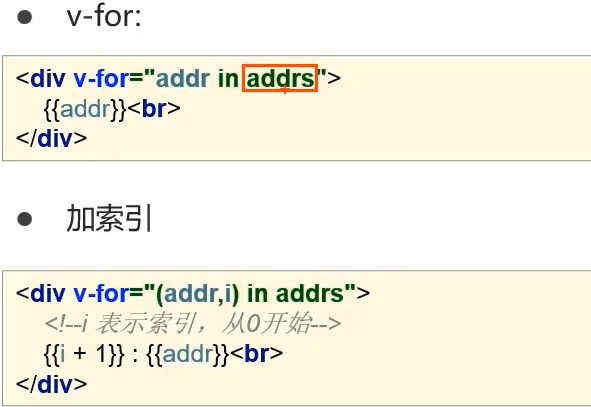 ● v-for:
<div v-for="addr in addrs">
{{addr}}<br>
</div>
● 加索引
<div v-for="(addr,i) in addrs">
<!--i 表示索引，从0开始-->
{{i + 1}} : {{addr}}<br>
</div>